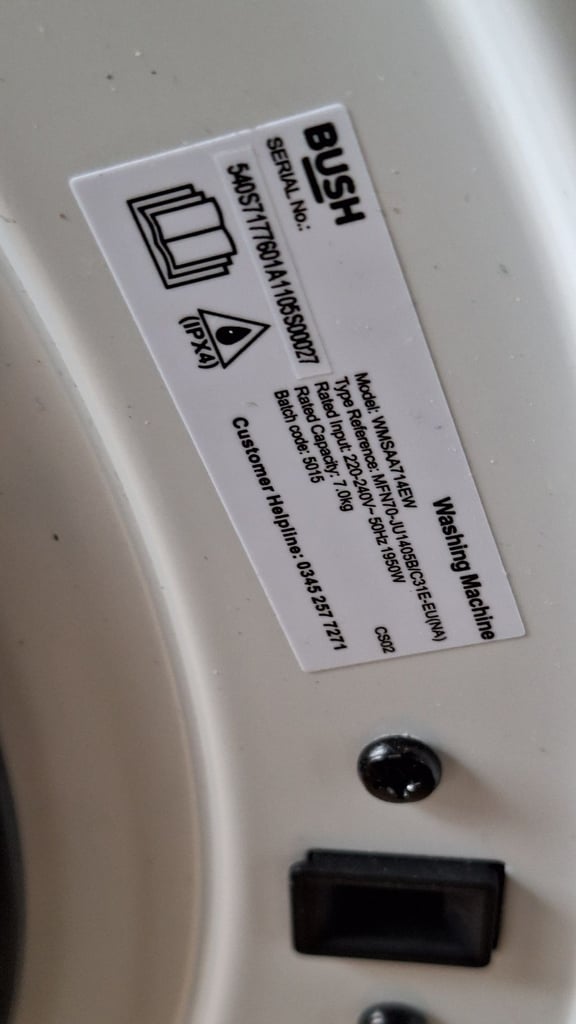 BUSH
SERIAL No.:
540S7177601A1105S00027
(IPX4)
Washing Machine
Model: WMSAA714EW
Type Reference: MFN70-JU1405B/C31E-EU(NA)
Rated Input: 220-240V~ 50Hz 1950W
Rated Capacity: 7.0kg
Batch code: 5015
CS02
Customer Helpline: 0345 257 7271